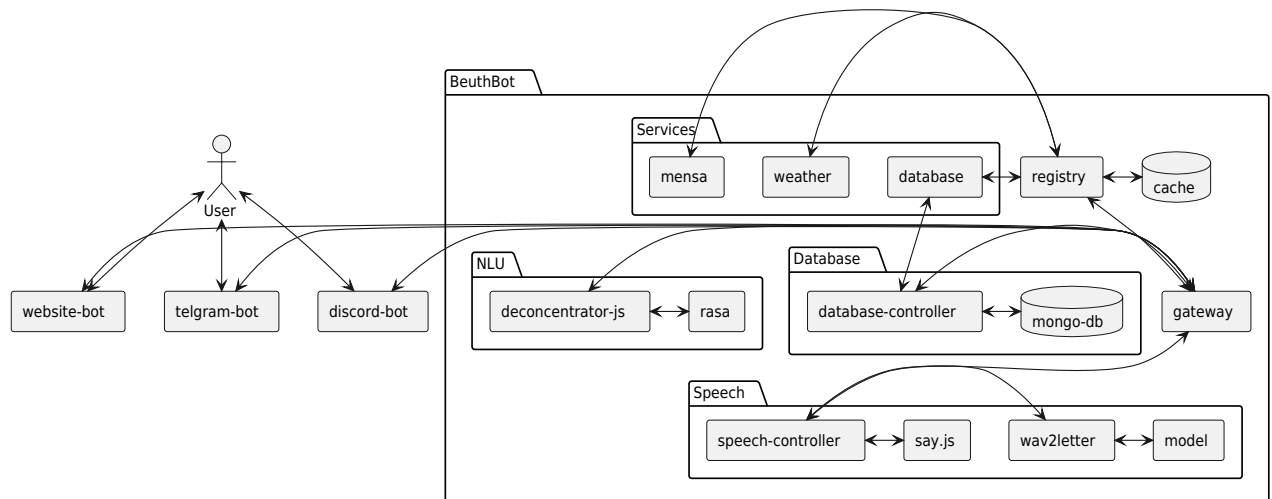 BeuthBot
Services
mensa
weather
database
registry
cache
User
NLU
Database
website-bot
telgram-bot
discord-bot
deconcentrator-js
rasa
database-controller
mongo-db
gateway
Speech
speech-controller
say.js
wav2letter
model